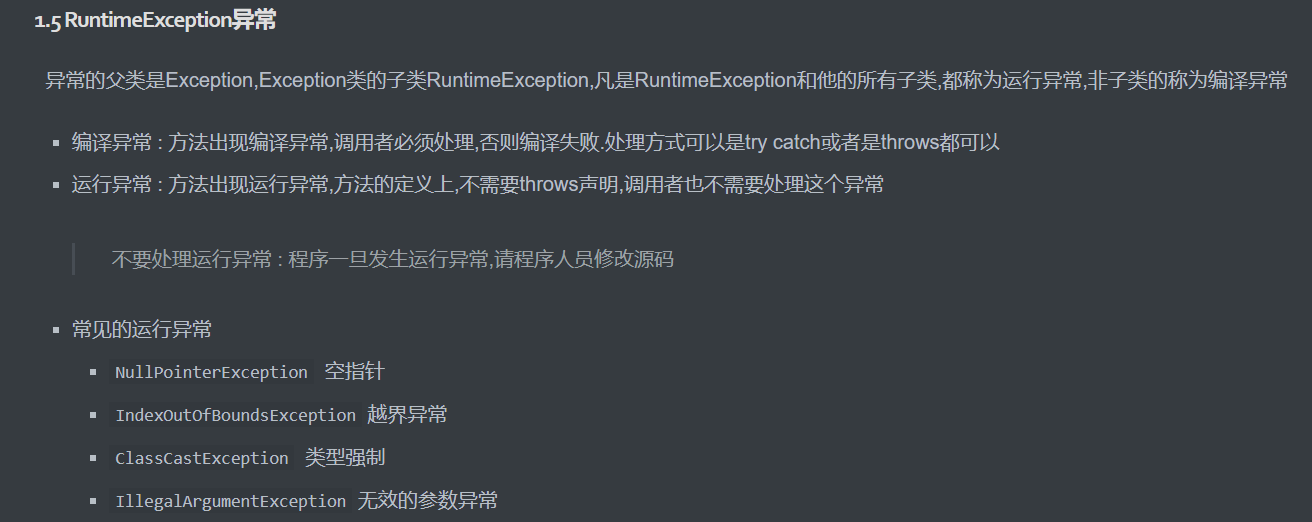 1.5 RuntimeException异常
异常的父类是Exception,Exception类的子类RuntimeException,凡是RuntimeException和他的所有子类,都称为运行异常,非子类的称为编译异常
编译异常 : 方法出现编译异常,调用者必须处理,否则编译失败.处理方式可以是try catch或者是throws都可以
运行异常 : 方法出现运行异常,方法的定义上,不需要throws声明,调用者也不需要处理这个异常
不要处理运行异常 : 程序一旦发生运行异常,请程序人员修改源码
常见的运行异常
NullPointerException 空指针
IndexOutOfBoundsException 越界异常
ClassCastException 类型强制
IllegalArgumentException 无效的参数异常